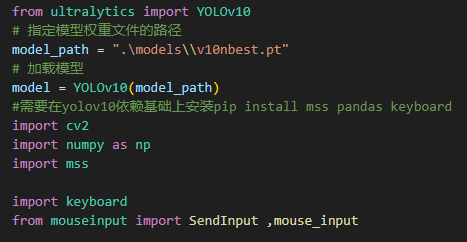 from ultralytics import YOLOv10
# 指定模型权重文件的路径
model_path = ".\models\\v10nbest.pt"
# 加载模型
model = YOLOv10(model_path)
#需要在yolov10依赖基础上安装pip install mss pandas keyboard
import cv2
import numpy as np
import mss
import keyboard
from mouseinput import SendInput ,mouse_input